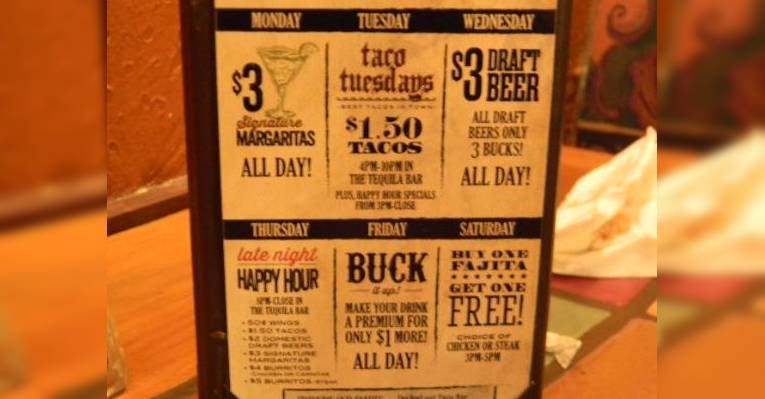 MONDAY
$3
Signature
MARGARITAS
ALL DAY!
TUESDAY
taco
tuesdays
BEST TACOS IN TOWN!
$1.50
TACOS
4PM-10PM IN
THE TEQUILA BAR
PLUS, HAPPY HOUR SPECIALS
FROM 3PM-CLOSE
WEDNESDAY
$3 DRAFT
BEER
ALL DRAFT
BEERS ONLY
3 BUCKS!
ALL DAY!
THURSDAY
late night
HAPPY HOUR
8PM-CLOSE IN
THE TEQUILA BAR
• 50¢ WINGS
• $1.50 TACOS
• $2 DOMESTIC
DRAFT BEERS
• $3 SIGNATURE
MARGARITAS
• $4 BURRITOS
-CHICKEN OR CARNITAS
• $5 BURRITOS -STEAK
FRIDAY
BUCK
it up!
MAKE YOUR DRINK
A PREMIUM FOR
ONLY $1 MORE!
ALL DAY!
SATURDAY
BUY ONE
FAJITA
GET ONE
FREE!
CHOICE OF
CHICKEN OR STEAK
3PM-5PM